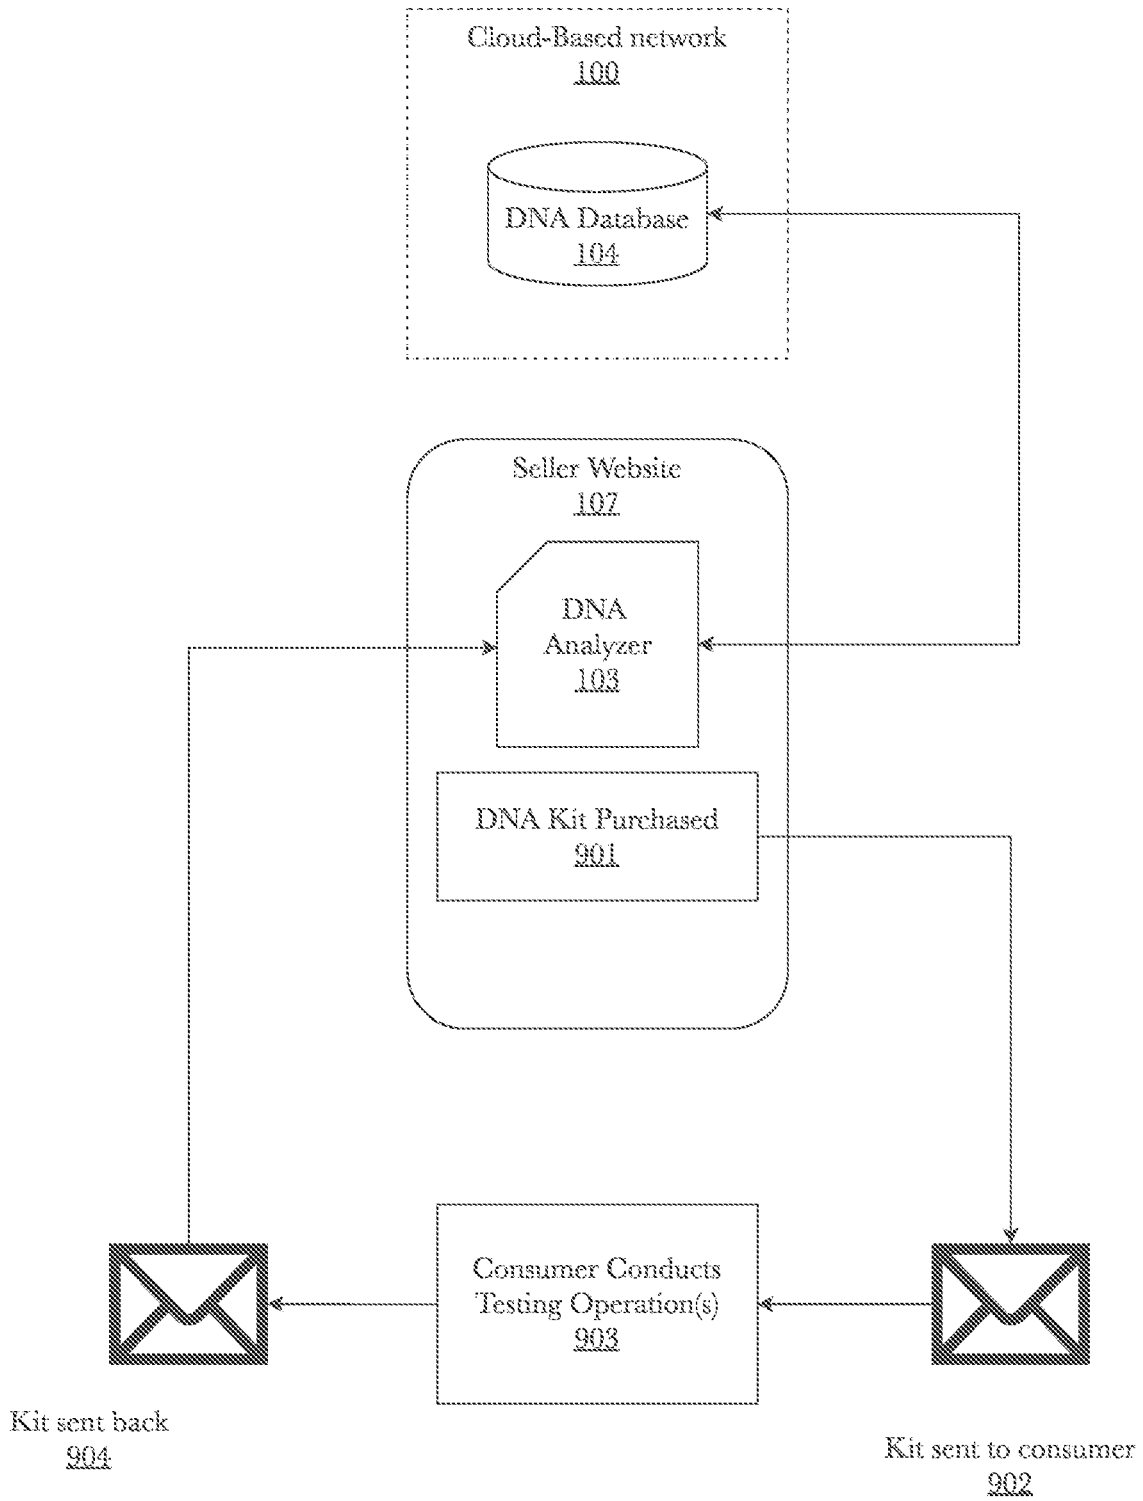 Cloud-Based network
100
DNA Database
104
Seller Website
107
DNA
Analyzer
103
DNA Kit Purchased
901
Consumer Conducts
Testing Operation(s)
903
Kit sent back
904
Kit sent to consumer
902